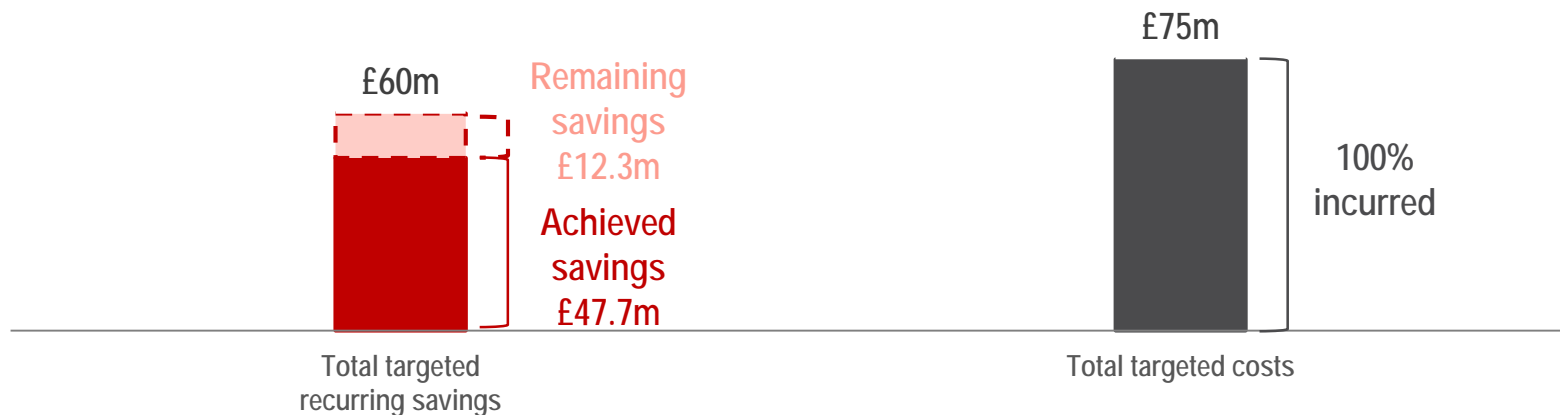 £60m
Remaining
savings
£12.3m
Achieved
savings
£47.7m
Total targeted
recurring savings
£75m
100%
incurred
Total targeted costs